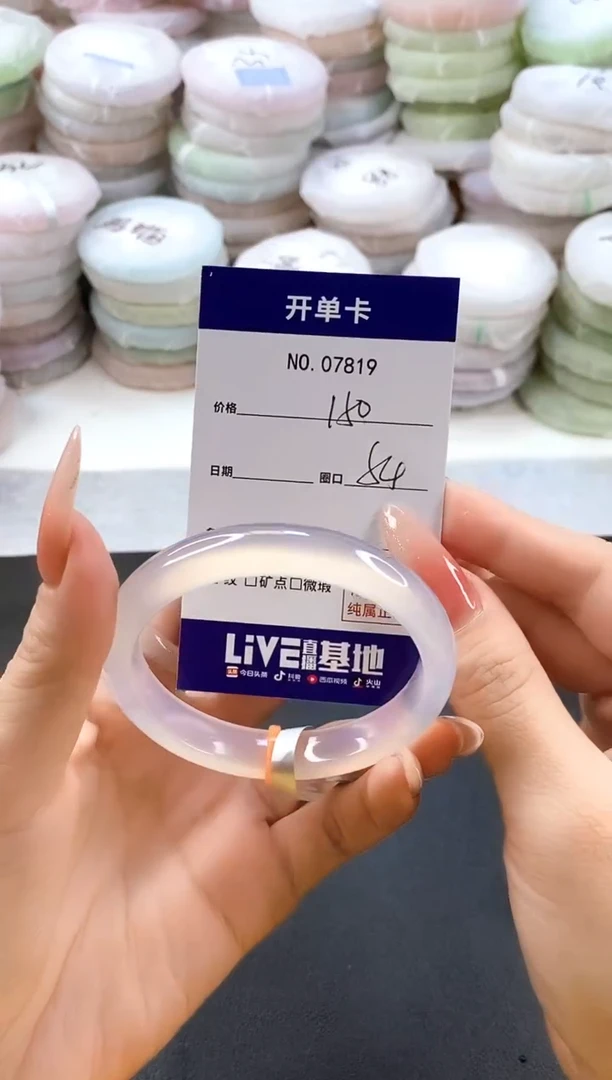 开单卡
NO. 07819
价格 180
日期 圈口 54
纹 □矿点□微瑕
纯属正
LiVE直播基地
今日头条 抖音 西瓜视频 火山